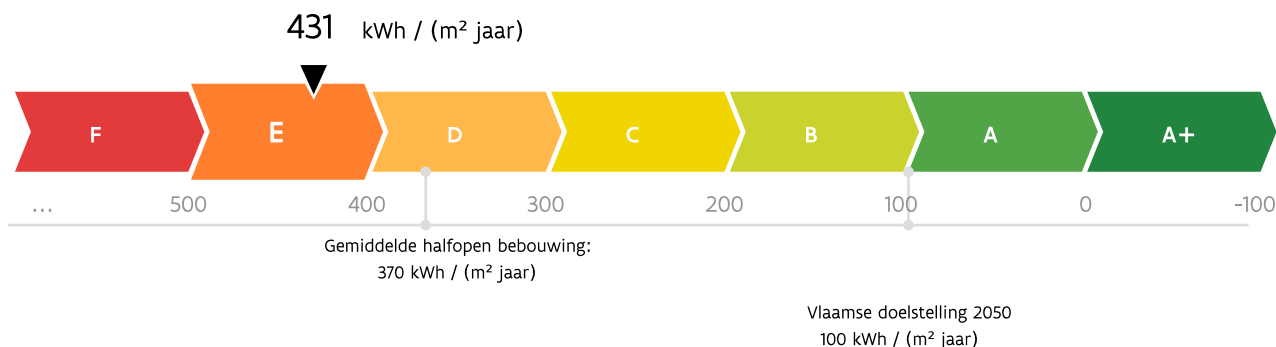 431 kWh / (m² jaar)
F E D C B A A+
... 500 400 300 200 100 0 -100
Gemiddelde halfopen bebouwing:
370 kWh / (m² jaar)
Vlaamse doelstelling 2050
100 kWh / (m² jaar)